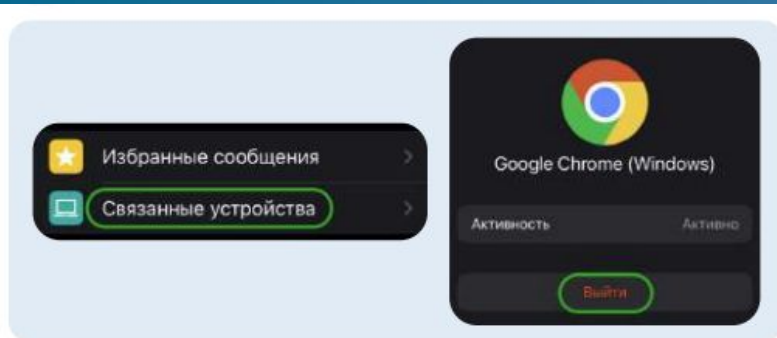 Избранные сообщения
Связанные устройства
Google Chrome (Windows)
Активность Активно
Выйти